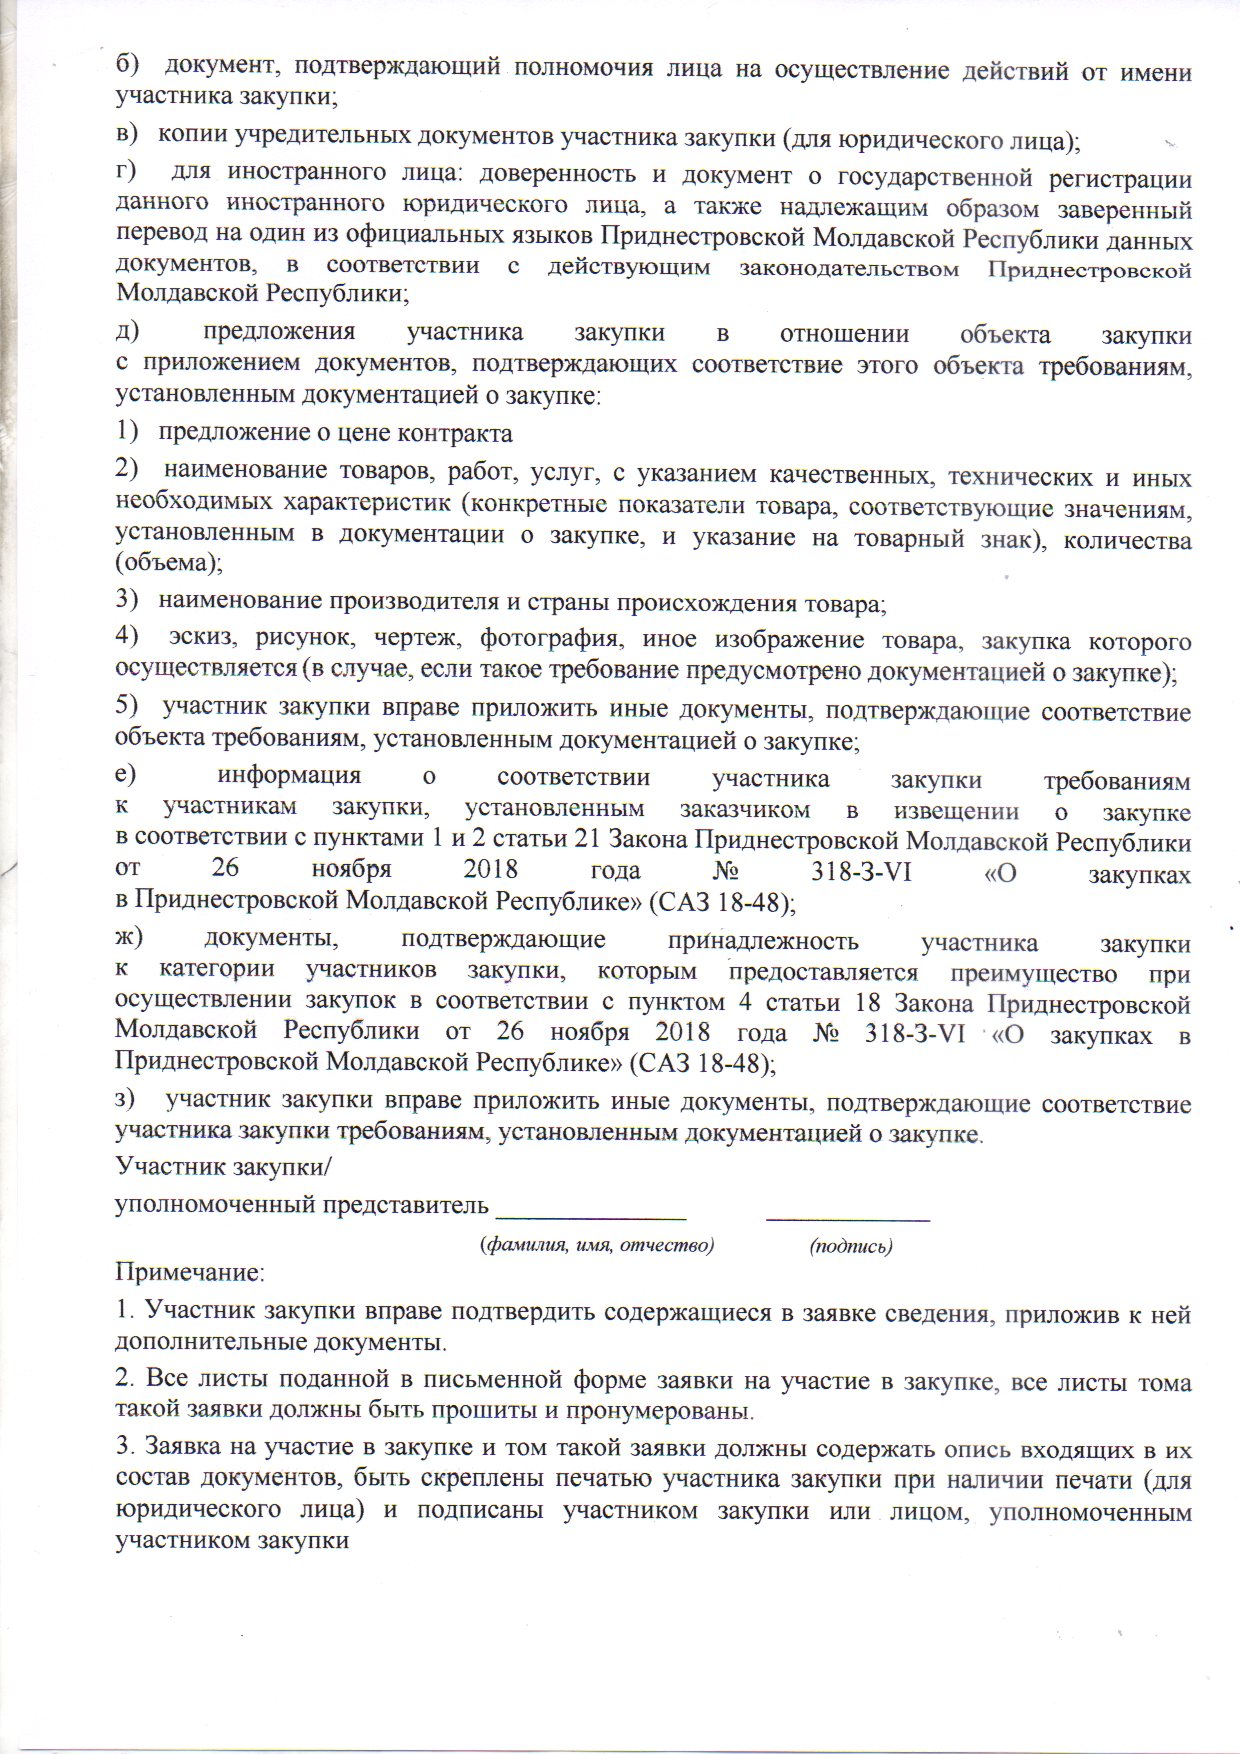 б) документ, подтверждающий полномочия лица на осуществление действий от имени
участника закупки;
в) копии учредительных документов участника закупки (для юридического лица);
г) для иностранного лица: доверенность и документ о государственной регистрации
данного иностранного юридического лица, а также надлежащим образом заверенный
перевод на один из официальных языков Приднестровской Молдавской Республики данных
документов, в соответствии с действующим законодательством Приднестровской
Молдавской Республики;
д) предложения участника закупки в отношении объекта закупки
с приложением документов, подтверждающих соответствие этого объекта требованиям,
установленным документацией о закупке:
1) предложение о цене контракта
2) наименование товаров, работ, услуг, с указанием качественных, технических и иных
необходимых характеристик (конкретные показатели товара, соответствующие значениям,
установленным в документации о закупке, и указание на товарный знак), количества
(объема);
3) наименование производителя и страны происхождения товара;
4) эскиз, рисунок, чертеж, фотография, иное изображение товара, закупка которого
осуществляется (в случае, если такое требование предусмотрено документацией о закупке);
5) участник закупки вправе приложить иные документы, подтверждающие соответствие
объекта требованиям, установленным документацией о закупке;
е) информация о соответствии участника закупки требованиям
к участникам закупки, установленным заказчиком в извещении о закупке
в соответствии с пунктами 1 и 2 статьи 21 Закона Приднестровской Молдавской Республики
от 26 ноября 2018 года № 318-З-VI «О закупках
в Приднестровской Молдавской Республике» (САЗ 18-48);
ж) документы, подтверждающие принадлежность участника закупки
к категории участников закупки, которым предоставляется преимущество при
осуществлении закупок в соответствии с пунктом 4 статьи 18 Закона Приднестровской
Молдавской Республики от 26 ноября 2018 года № 318-З-VI «О закупках в
Приднестровской Молдавской Республике» (САЗ 18-48);
з) участник закупки вправе приложить иные документы, подтверждающие соответствие
участника закупки требованиям, установленным документацией о закупке.
Участник закупки/
уполномоченный представитель ______________ ____________
(фамилия, имя, отчество) (подпись)
Примечание:
1. Участник закупки вправе подтвердить содержащиеся в заявке сведения, приложив к ней
дополнительные документы.
2. Все листы поданной в письменной форме заявки на участие в закупке, все листы тома
такой заявки должны быть прошиты и пронумерованы.
3. Заявка на участие в закупке и том такой заявки должны содержать опись входящих в их
состав документов, быть скреплены печатью участника закупки при наличии печати (для
юридического лица) и подписаны участником закупки или лицом, уполномоченным
участником закупки